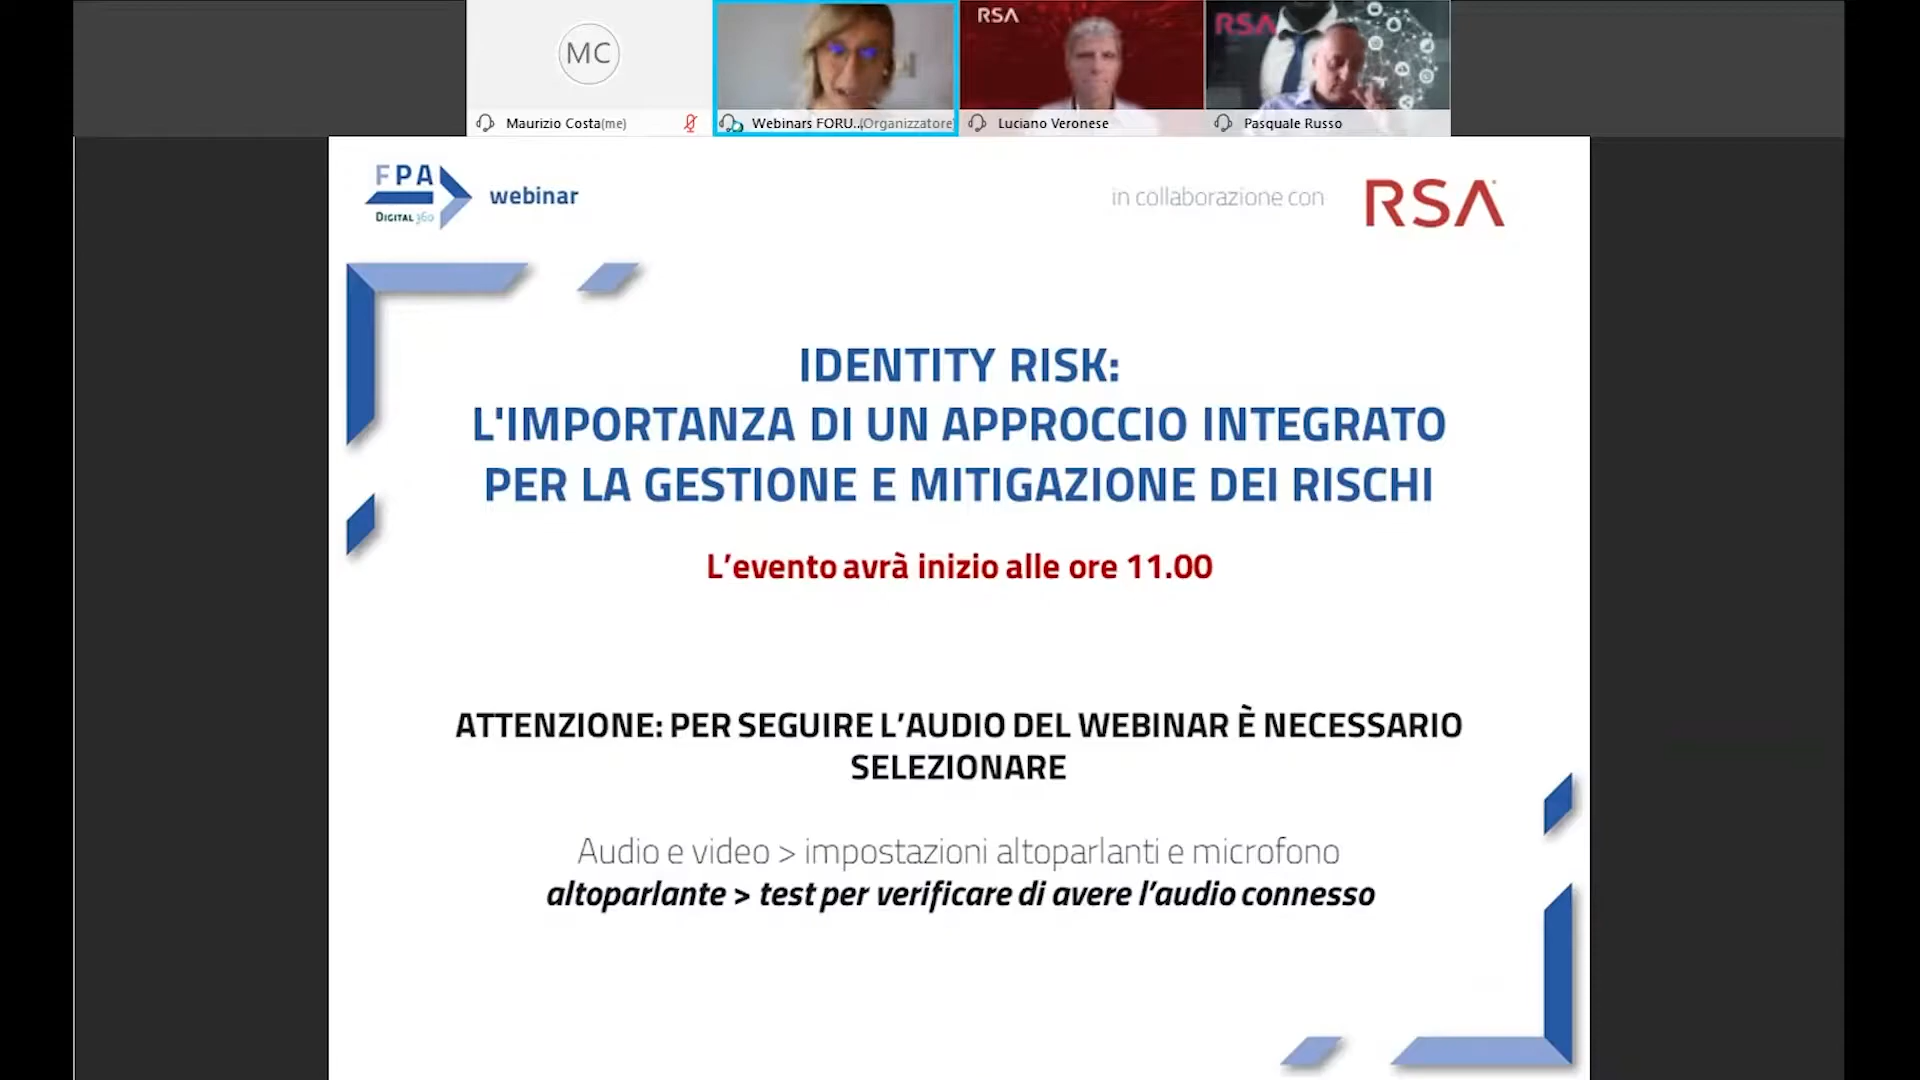 MC
RSA
RSA
Maurizio Costa(me)
Webinars FORU...(Organizzatore)
Luciano Veronese
Pasquale Russo
FPA
DIGITAL360
webinar
in collaborazione con
RSA
IDENTITY RISK:
L'IMPORTANZA DI UN APPROCCIO INTEGRATO
PER LA GESTIONE E MITIGAZIONE DEI RISCHI
L’evento avrà inizio alle ore 11.00
ATTENZIONE: PER SEGUIRE L’AUDIO DEL WEBINAR È NECESSARIO
SELEZIONARE
Audio e video > impostazioni altoparlanti e microfono
altoparlante > test per verificare di avere l’audio connesso